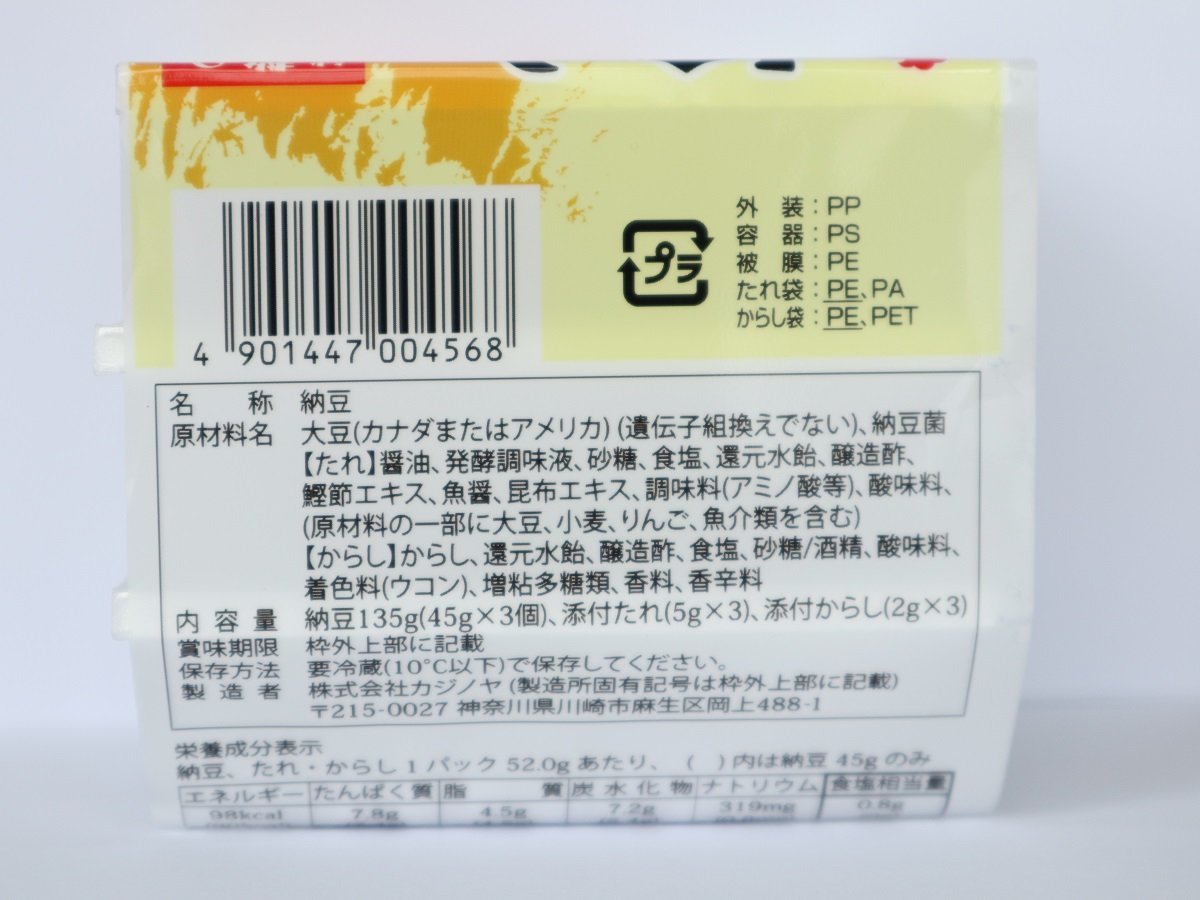 外装：PP
容器：PS
プラ
被膜：PE
たれ袋：PE、PA
からし袋：PE、PET
4 901447 004568
名称 納豆
原材料名 大豆(カナダまたはアメリカ)(遺伝子組換えでない)、納豆菌
【たれ】醤油、発酵調味液、砂糖、食塩、還元水飴、醸造酢、
鰹節エキス、魚醤、昆布エキス、調味料(アミノ酸等)、酸味料、
(原材料の一部に大豆、小麦、りんご、魚介類を含む)
【からし】からし、還元水飴、醸造酢、食塩、砂糖/酒精、酸味料、
着色料(ウコン)、増粘多糖類、香料、香辛料
内容量 納豆135g(45g×3個)、添付たれ(5g×3)、添付からし(2g×3)
賞味期限 枠外上部に記載
保存方法 要冷蔵(10°C以下)で保存してください。
製造者 株式会社カジノヤ(製造所固有記号は枠外上部に記載)
〒215-0027 神奈川県川崎市麻生区岡上488-1
栄養成分表示
納豆、たれ・からし1パック52.0gあたり、( )内は納豆45gのみ
エネルギー たんぱく質 脂質 炭水化物 ナトリウム 食塩相当量
98kcal 7.8g 4.5g 7.2g 319mg 0.8g